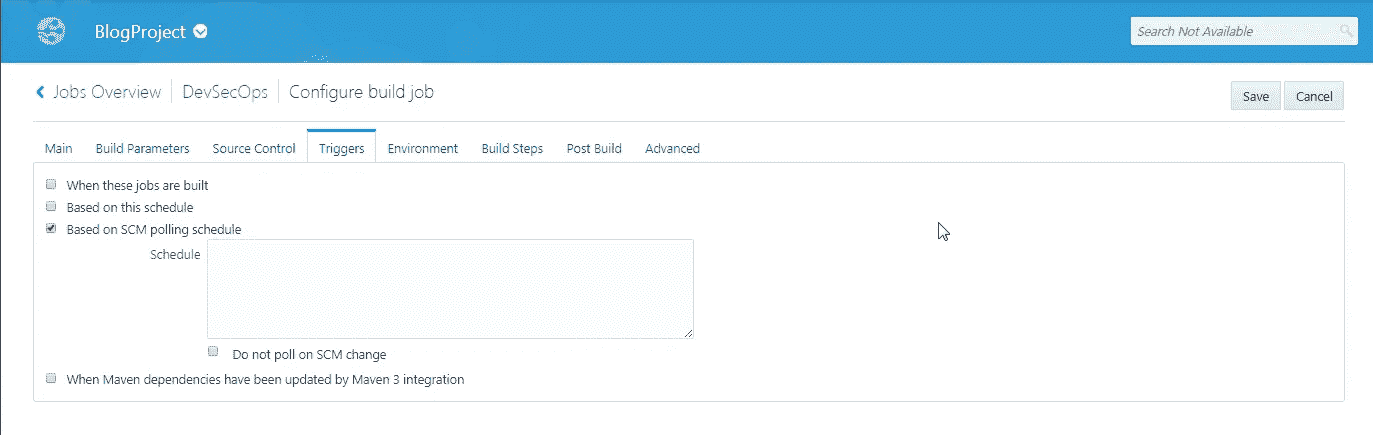 BlogProject
Search Not Available
Jobs Overview DevSecOps Configure build job
Save Cancel
Main Build Parameters Source Control Triggers Environment Build Steps Post Build Advanced
When these jobs are built
Based on this schedule
Based on SCM polling schedule
Schedule
Do not poll on SCM change
When Maven dependencies have been updated by Maven 3 integration